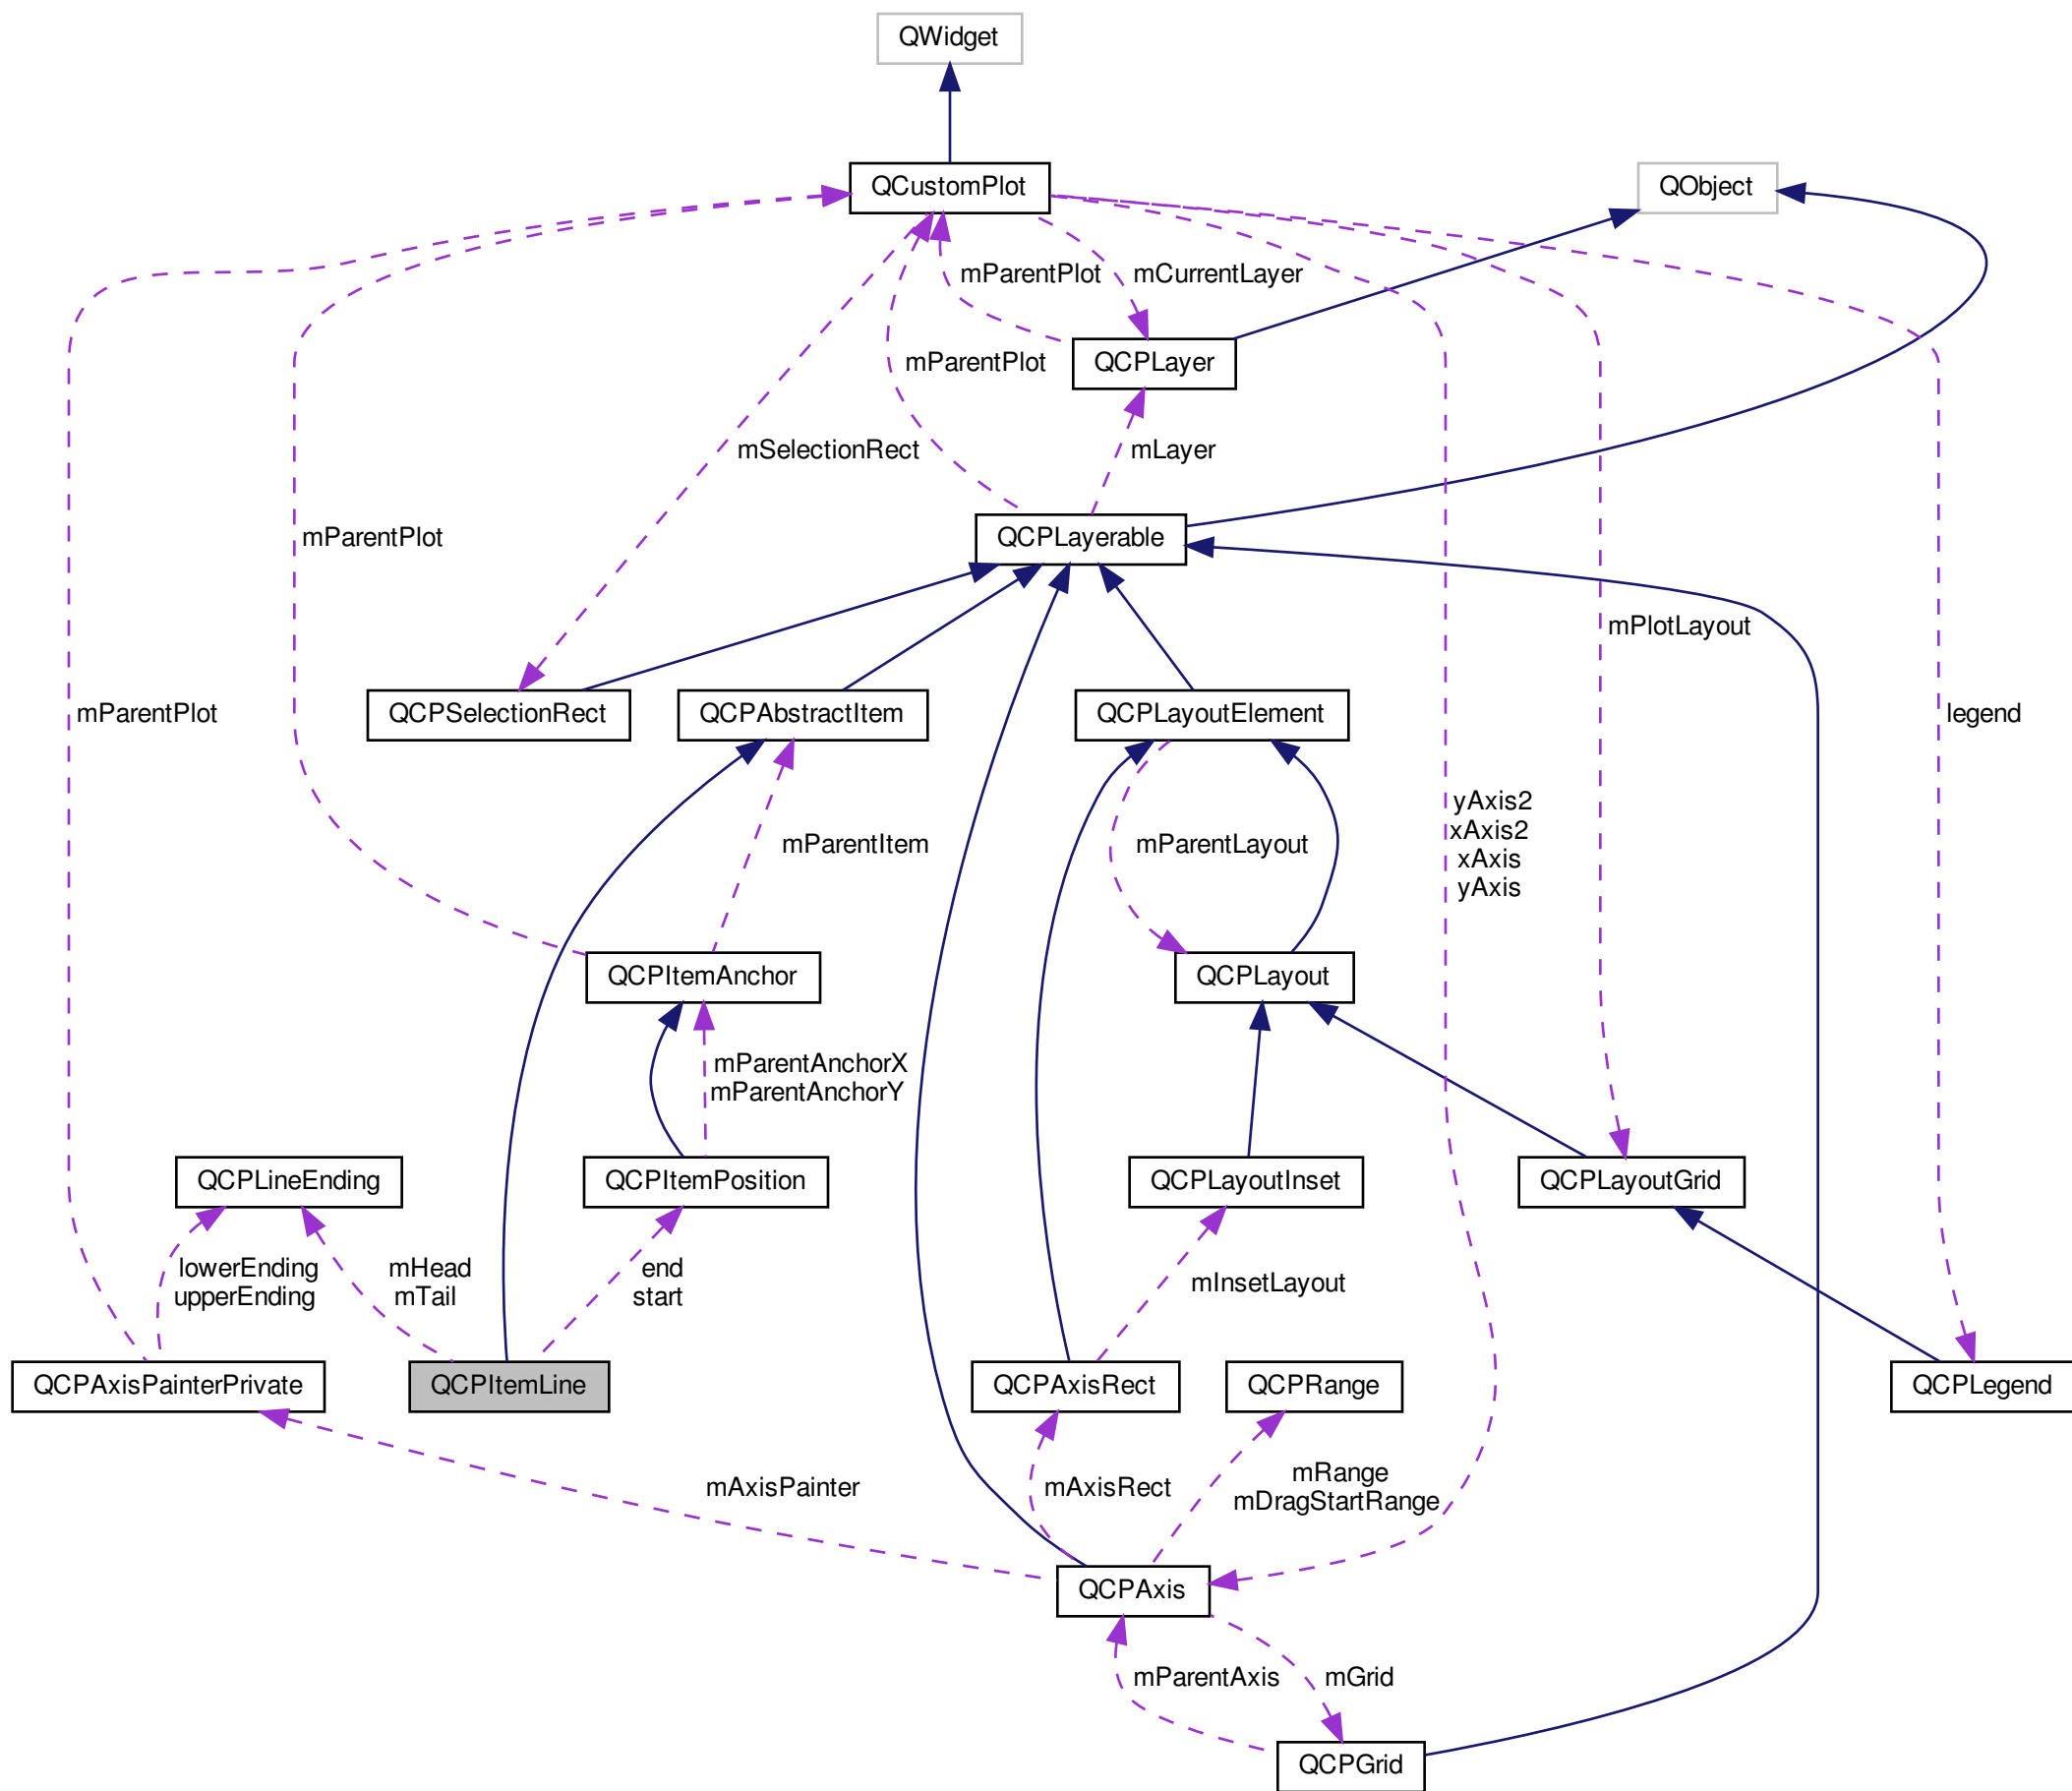 QWidget
QCustomPlot
QObject
mParentPlot
mCurrentLayer
QCPLayer
mParentPlot
mSelectionRect
mLayer
mParentPlot
QCPLayerable
mPlotLayout
mParentPlot
QCPSelectionRect
QCPAbstractItem
QCPLayoutElement
legend
yAxis2
xAxis2
xAxis
yAxis
mParentItem
mParentLayout
QCPItemAnchor
QCPLayout
mParentAnchorX
mParentAnchorY
QCPLineEnding
QCPItemPosition
QCPLayoutInset
QCPLayoutGrid
lowerEnding
upperEnding
mHead
mTail
end
start
mInsetLayout
QCPAxisPainterPrivate
QCPItemLine
QCPAxisRect
QCPRange
QCPLegend
mAxisPainter
mAxisRect
mRange
mDragStartRange
QCPAxis
mParentAxis
mGrid
QCPGrid